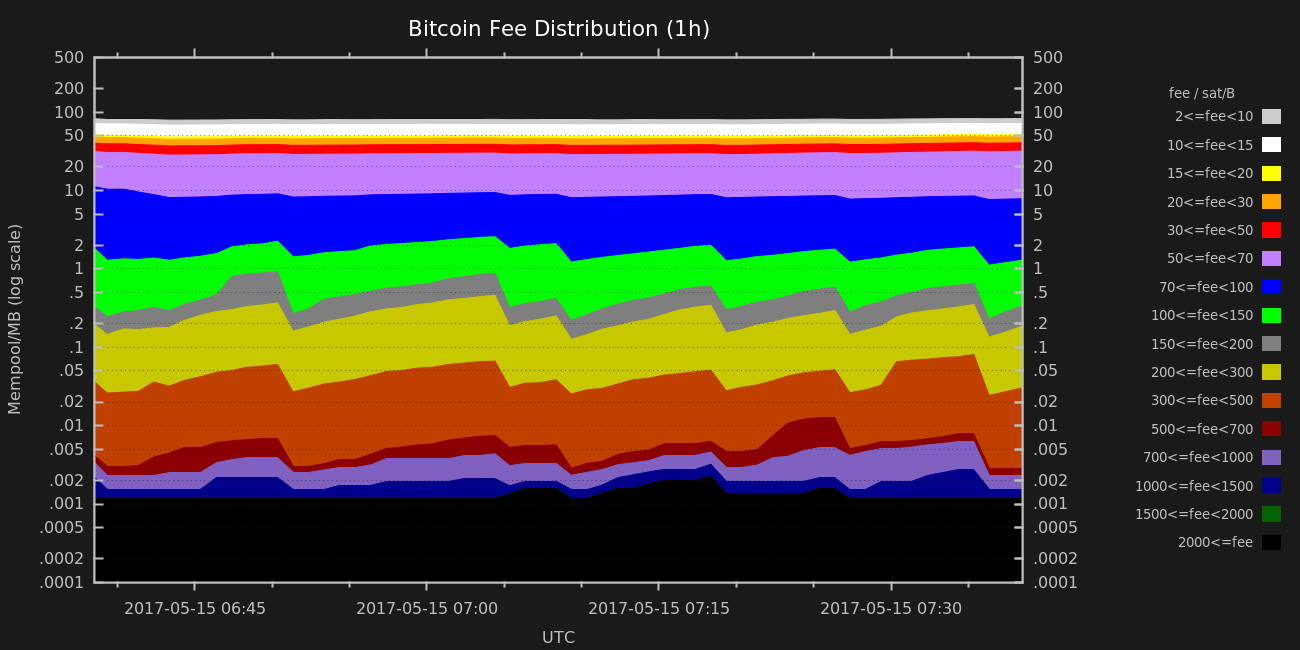 Bitcoin Fee Distribution (1h)
500
200
100
50
20
10
5
2
1
.5
.2
.1
.05
.02
.01
.005
.002
.001
.0005
.0002
.0001
Mempool/MB (log scale)
500
200
100
50
20
10
5
2
1
.5
.2
.1
.05
.02
.01
.005
.002
.001
.0005
.0002
.0001
2017-05-15 06:45
2017-05-15 07:00
2017-05-15 07:15
2017-05-15 07:30
UTC
fee / sat/B
2<=fee<10
10<=fee<15
15<=fee<20
20<=fee<30
30<=fee<50
50<=fee<70
70<=fee<100
100<=fee<150
150<=fee<200
200<=fee<300
300<=fee<500
500<=fee<700
700<=fee<1000
1000<=fee<1500
1500<=fee<2000
2000<=fee